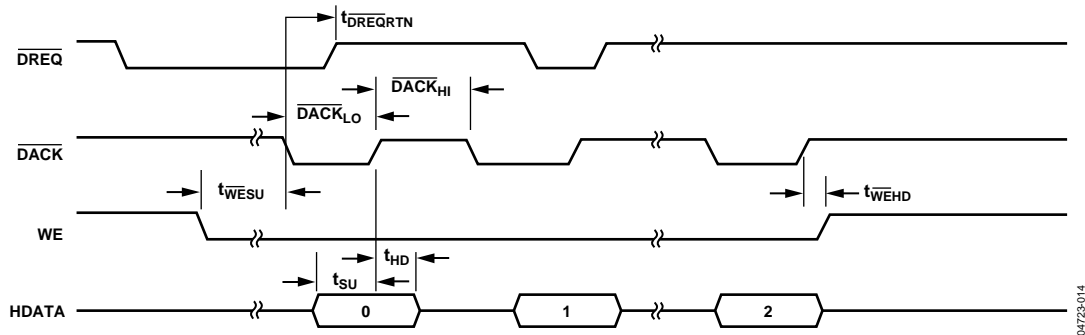 tDREQRTN
DREQ
DACKLO
DACKHI
DACK
tWESU
tWEHD
WE
tSU
tHD
HDATA
0
1
2
04723-014